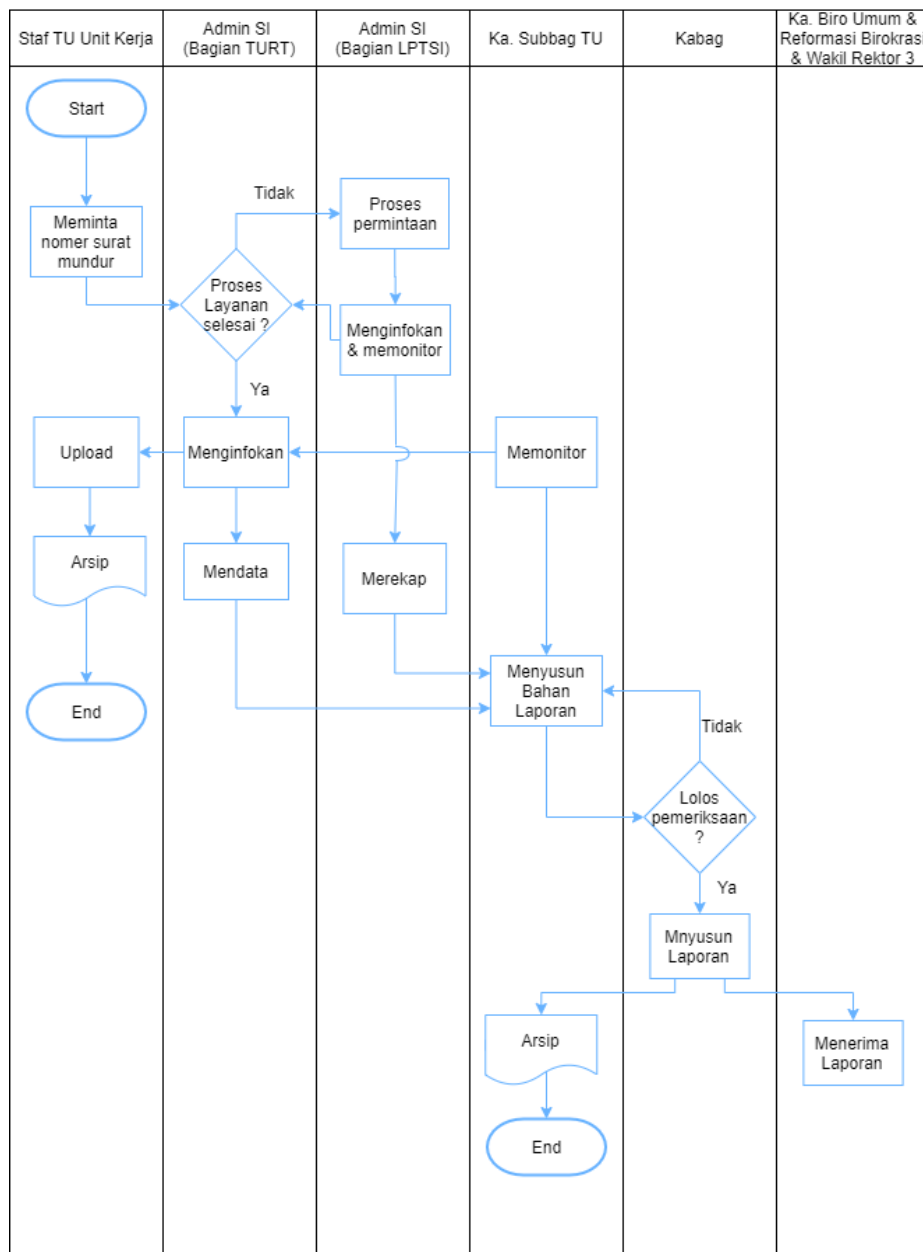 Staf TU Unit Kerja
Admin SI
(Bagian TURT)
Admin SI
(Bagian LPTSI)
Ka. Subbag TU
Kabag
Ka. Biro Umum &
Reformasi Birokrasi
& Wakil Rektor 3
Start
Meminta
nomer surat
mundur
Tidak
Proses
permintaan
Proses
Layanan
selesai ?
Menginfokan
& memonitor
Ya
Upload
Menginfokan
Memonitor
Arsip
Mendata
Merekap
End
Menyusun
Bahan
Laporan
Tidak
Lolos
pemeriksaan
?
Ya
Mnyusun
Laporan
Arsip
Menerima
Laporan
End